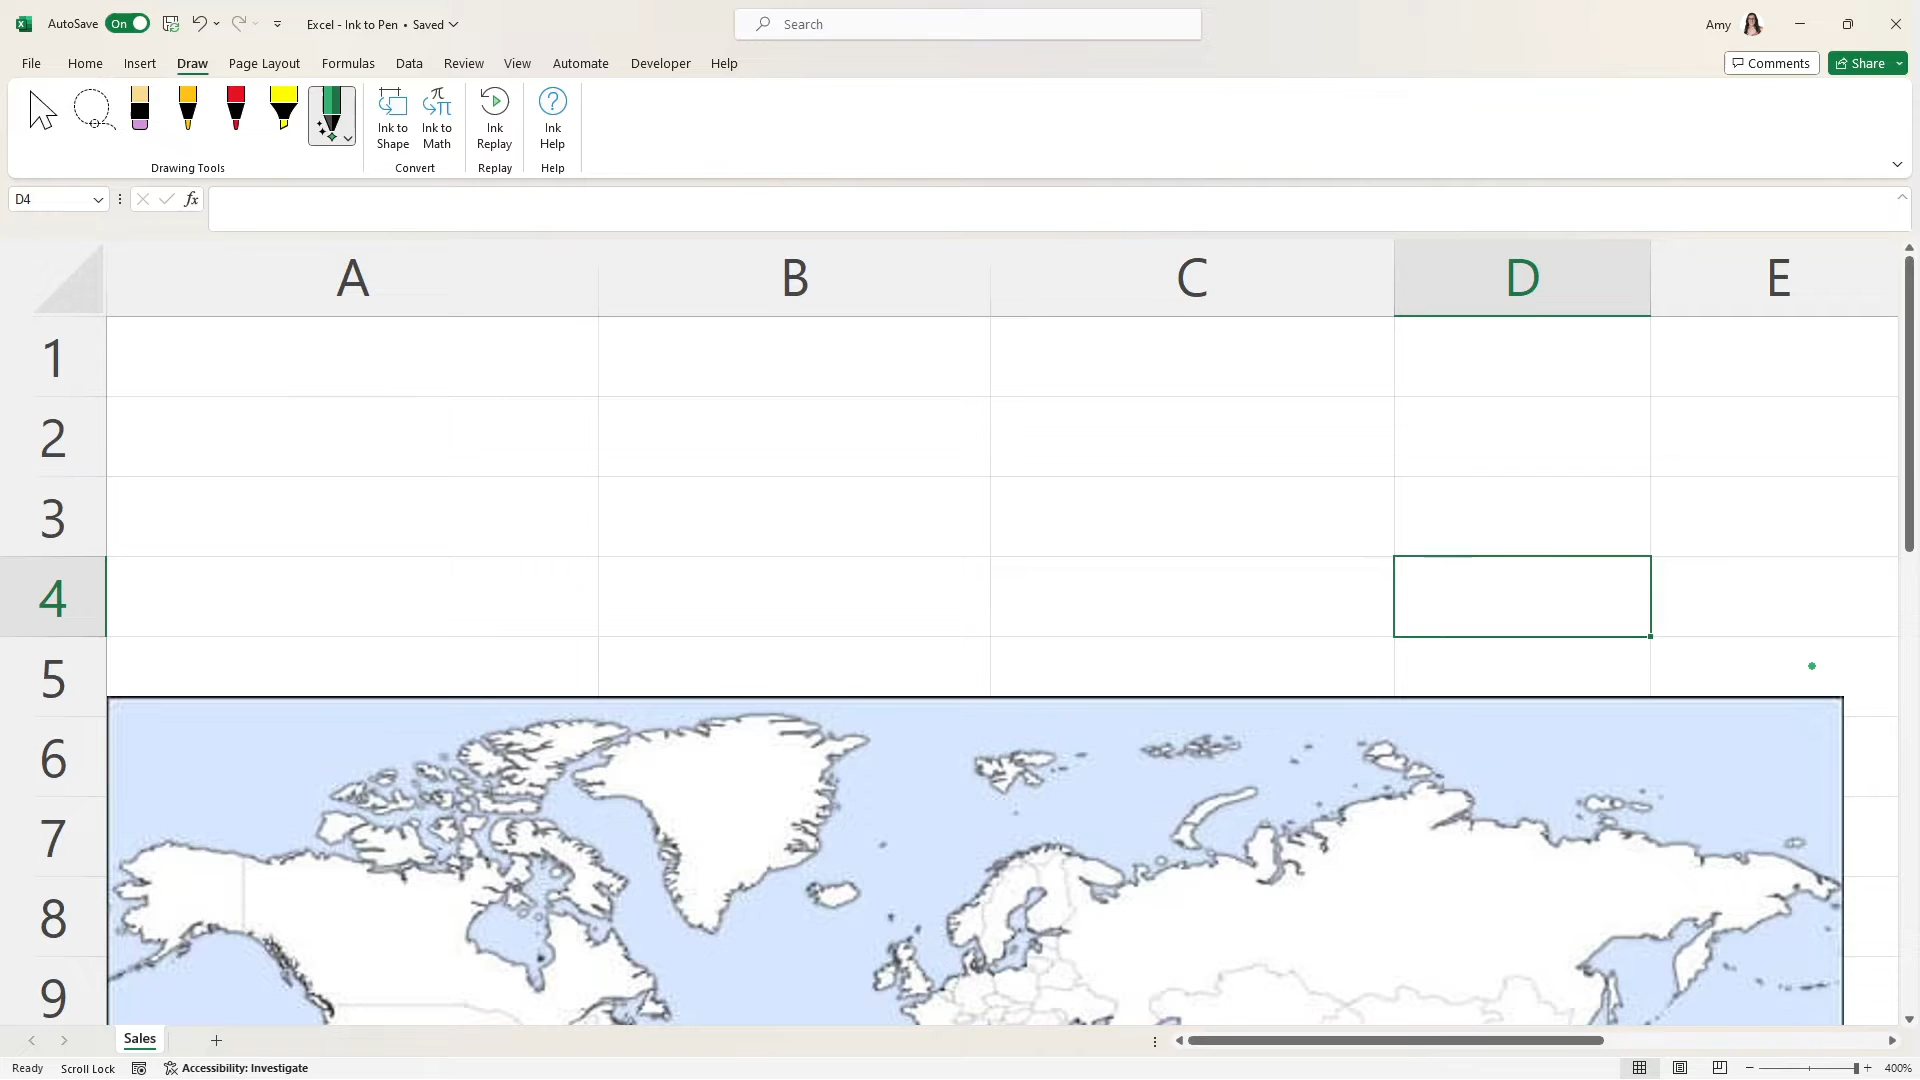 AutoSave On Excel - Ink to Pen • Saved Search Amy
File Home Insert Draw Page Layout Formulas Data Review View Automate Developer Help Comments Share
Ink to Shape
Ink to Math
Ink Replay
Ink Help
Drawing Tools Convert Replay Help
D4 fx
A B C D E
1
2
3
4
5
6
7
8
9
Sales
Ready Scroll Lock Accessibility: Investigate 400%